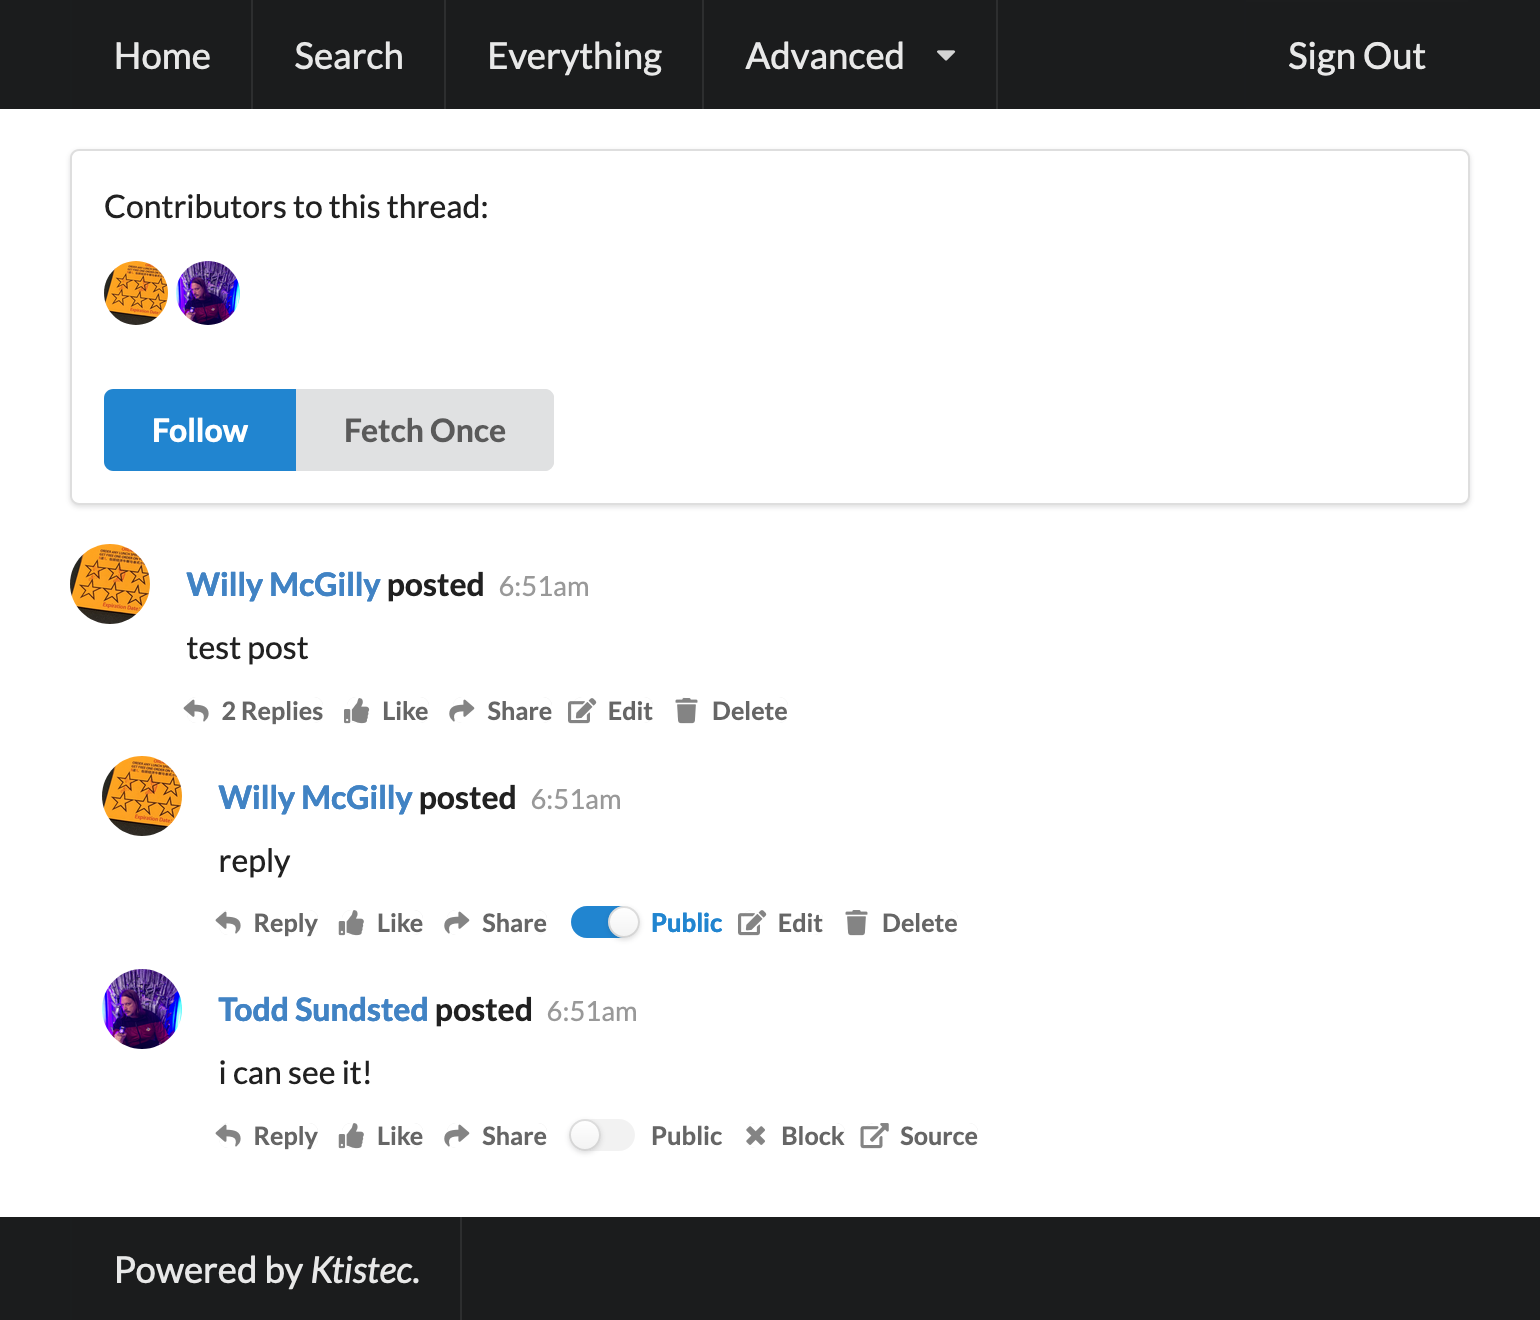 Home Search Everything Advanced Sign Out
Contributors to this thread:
Follow Fetch Once
Willy McGilly posted 6:51am
test post
2 Replies Like Share Edit Delete
Willy McGilly posted 6:51am
reply
Reply Like Share Public Edit Delete
Todd Sundsted posted 6:51am
i can see it!
Reply Like Share Public Block Source
Powered by Ktistec.